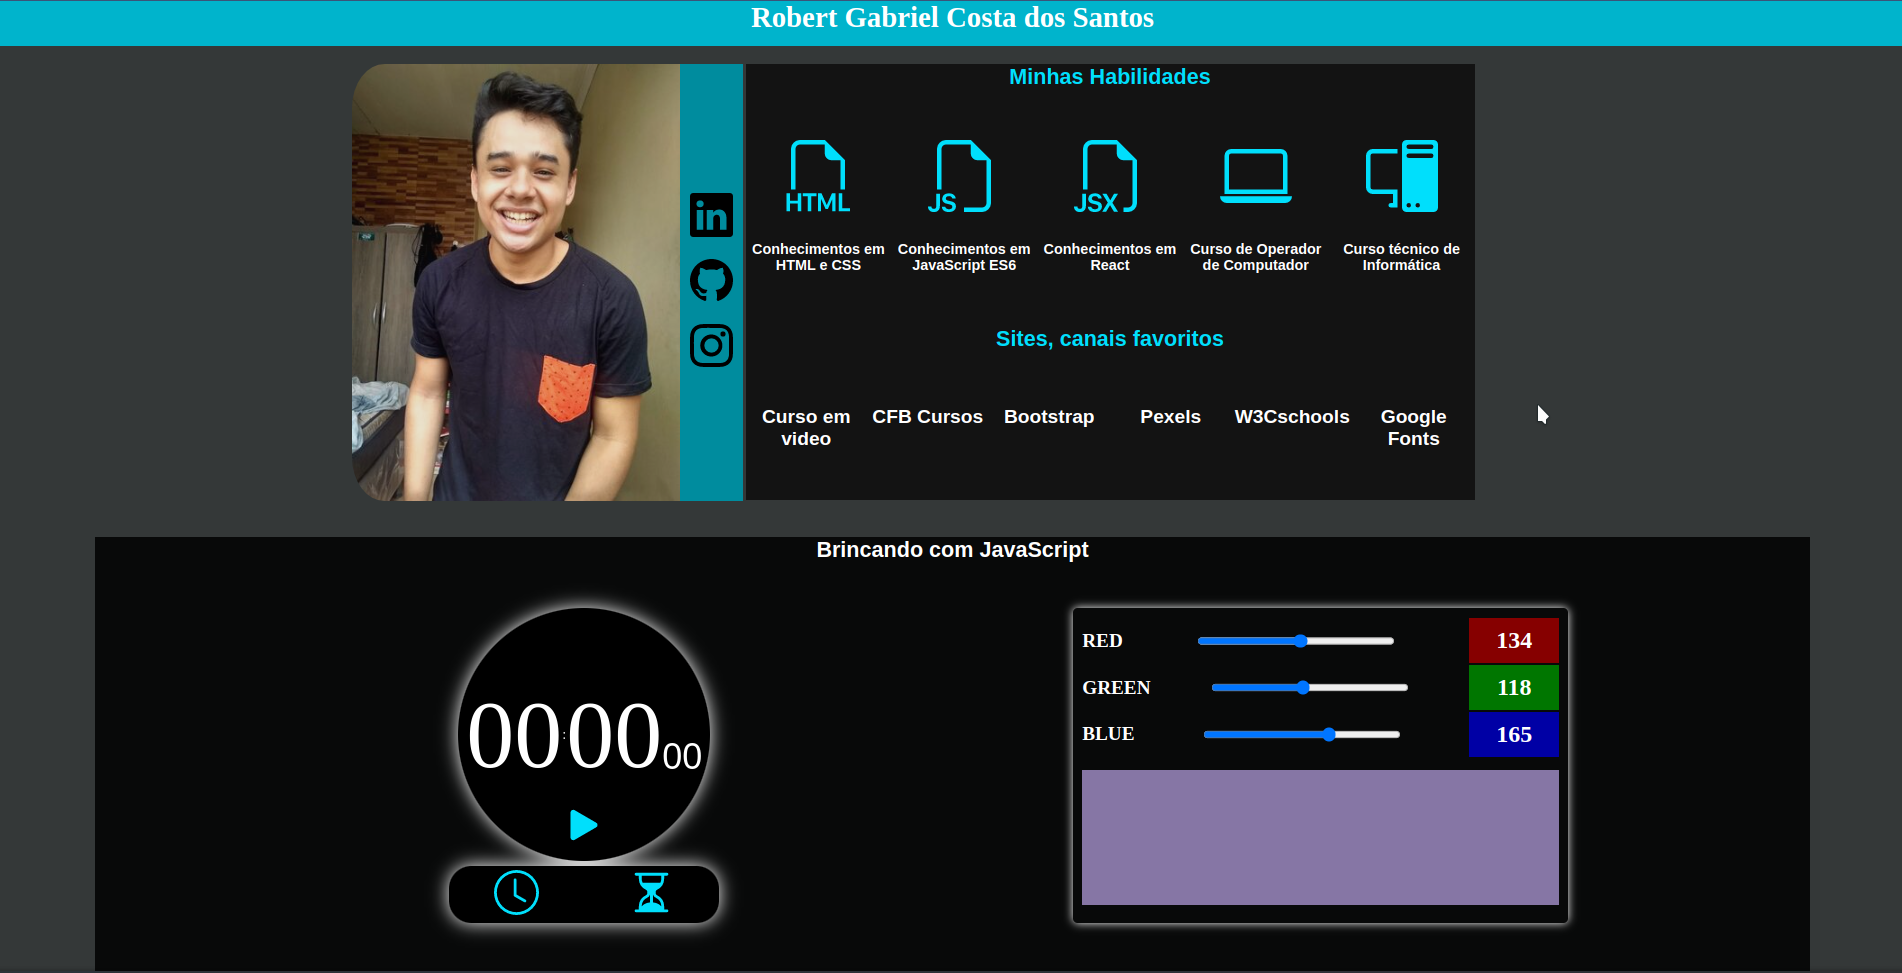 Robert Gabriel Costa dos Santos
Minhas Habilidades
HTML
JS
JSX
Conhecimentos em
HTML e CSS
Conhecimentos em
JavaScript ES6
Conhecimentos em
React
Curso de Operador
de Computador
Curso técnico de
Informática
in
Sites, canais favoritos
Curso em
video
CFB Cursos
Bootstrap
Pexels
W3Cschools
Google
Fonts
Brincando com JavaScript
00:00 00
RED 134
GREEN 118
BLUE 165